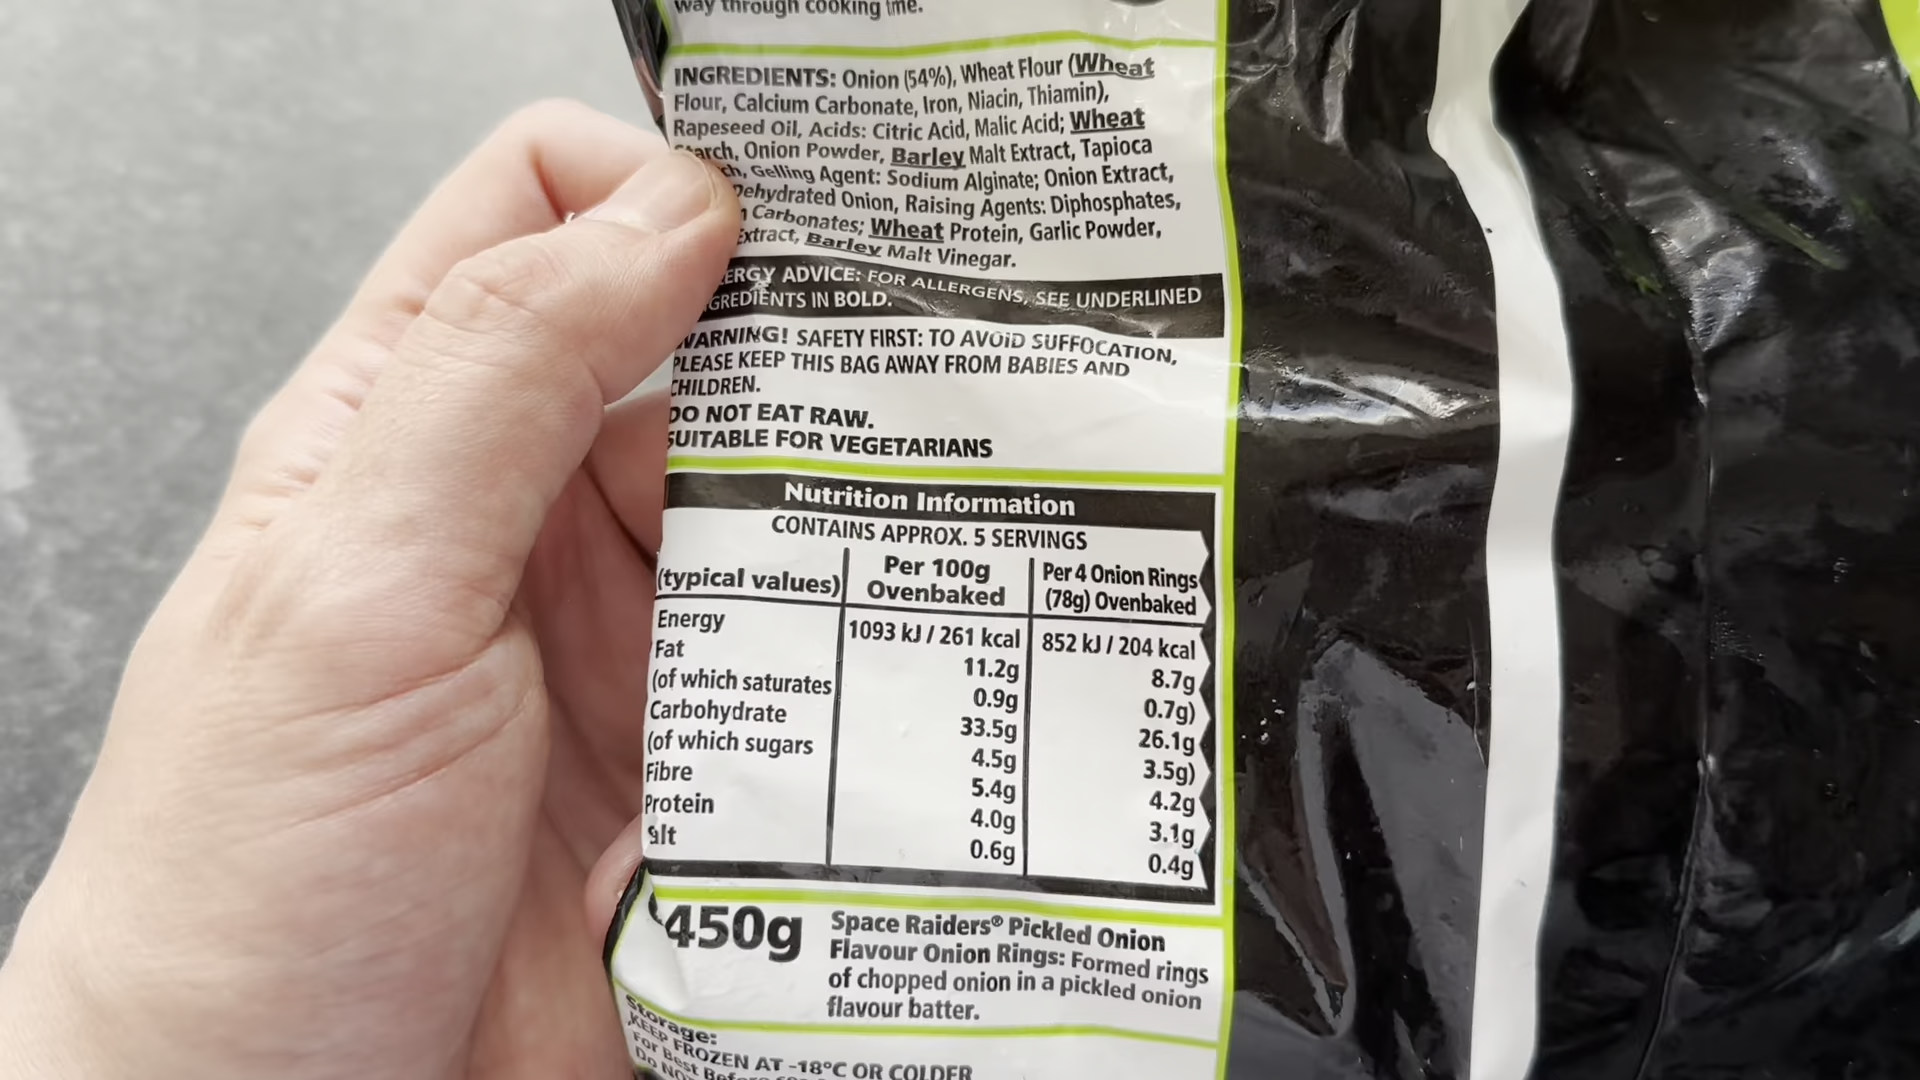 way through cooking time.
INGREDIENTS: Onion (54%), Wheat Flour (Wheat
Flour, Calcium Carbonate, Iron, Niacin, Thiamin),
Rapeseed Oil, Acids: Citric Acid, Malic Acid; Wheat
Starch, Onion Powder, Barley Malt Extract, Tapioca
Gelling Agent: Sodium Alginate; Onion Extract,
Dehydrated Onion, Raising Agents: Diphosphates,
Carbonates; Wheat Protein, Garlic Powder,
Extract, Barley Malt Vinegar.
ADVICE: FOR ALLERGENS, SEE UNDERLINED
IN BOLD.
WARNING! SAFETY FIRST: TO AVOID SUFFOCATION,
PLEASE KEEP THIS BAG AWAY FROM BABIES AND
CHILDREN.
DO NOT EAT RAW.
SUITABLE FOR VEGETARIANS
Nutrition Information
CONTAINS APPROX. 5 SERVINGS
(typical values) Per 100g Ovenbaked Per 4 Onion Rings (78g) Ovenbaked
Energy 1093 kJ / 261 kcal 852 kJ / 204 kcal
Fat 11.2g 8.7g
(of which saturates 0.9g 0.7g)
Carbohydrate 33.5g 26.1g
(of which sugars 4.5g 3.5g)
Fibre 5.4g 4.2g
Protein 4.0g 3.1g
Salt 0.6g 0.4g
450g
Space Raiders® Pickled Onion
Flavour Onion Rings: Formed rings
of chopped onion in a pickled onion
flavour batter.
Storage:
KEEP FROZEN AT -18°C OR COLDER
For Best